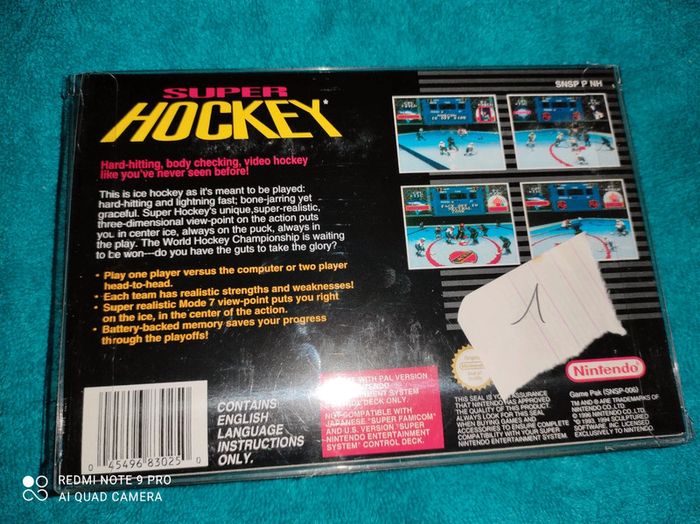 SNSP P NH
SUPER
HOCKEY*
Hard-hitting, body checking, video hockey
like you've never seen before!
This is ice hockey as it's meant to be played:
hard-hitting and lightning fast; bone-jarring yet
graceful. Super Hockey's unique, super-realistic,
three-dimensional view-point on the action puts
you in center ice, always on the puck, always in
the play. The World Hockey Championship is waiting
to be won---do you have the guts to take the glory?
• Play one player versus the computer or two player
head-to-head.
• Each team has realistic strengths and weaknesses!
• Super realistic Mode 7 view-point puts you right
on the ice, in the center of the action.
• Battery-backed memory saves your progress
through the playoffs!
1
Nintendo
Game Pak (SNSP-006)
TM AND ® ARE TRADEMARKS OF
NINTENDO CO., LTD.
© 1995 NINTENDO CO., LTD.
SOFTWARE INC. LICENSED
EXCLUSIVELY TO NINTENDO.
THIS SEAL IS ASSURANCE
THAT NINTENDO HAS APPROVED
THE QUALITY OF THIS PRODUCT.
ALWAYS LOOK FOR THIS SEAL
WHEN BUYING GAMES AND
ACCESSORIES TO ENSURE COMPLETE
COMPATIBILITY WITH YOUR SUPER
NINTENDO ENTERTAINMENT SYSTEM.
WITH PAL VERSION
NINTENDO
ENTERTAINMENT SYSTEM
CONTROL DECK ONLY
NOT COMPATIBLE WITH
JAPANESE "SUPER FAMICOM"
AND U.S. VERSION "SUPER
NINTENDO ENTERTAINMENT
SYSTEM" CONTROL DECK.
CONTAINS
ENGLISH
LANGUAGE
INSTRUCTIONS
ONLY.
0 45496 83025 0
REDMI NOTE 9 PRO
AI QUAD CAMERA